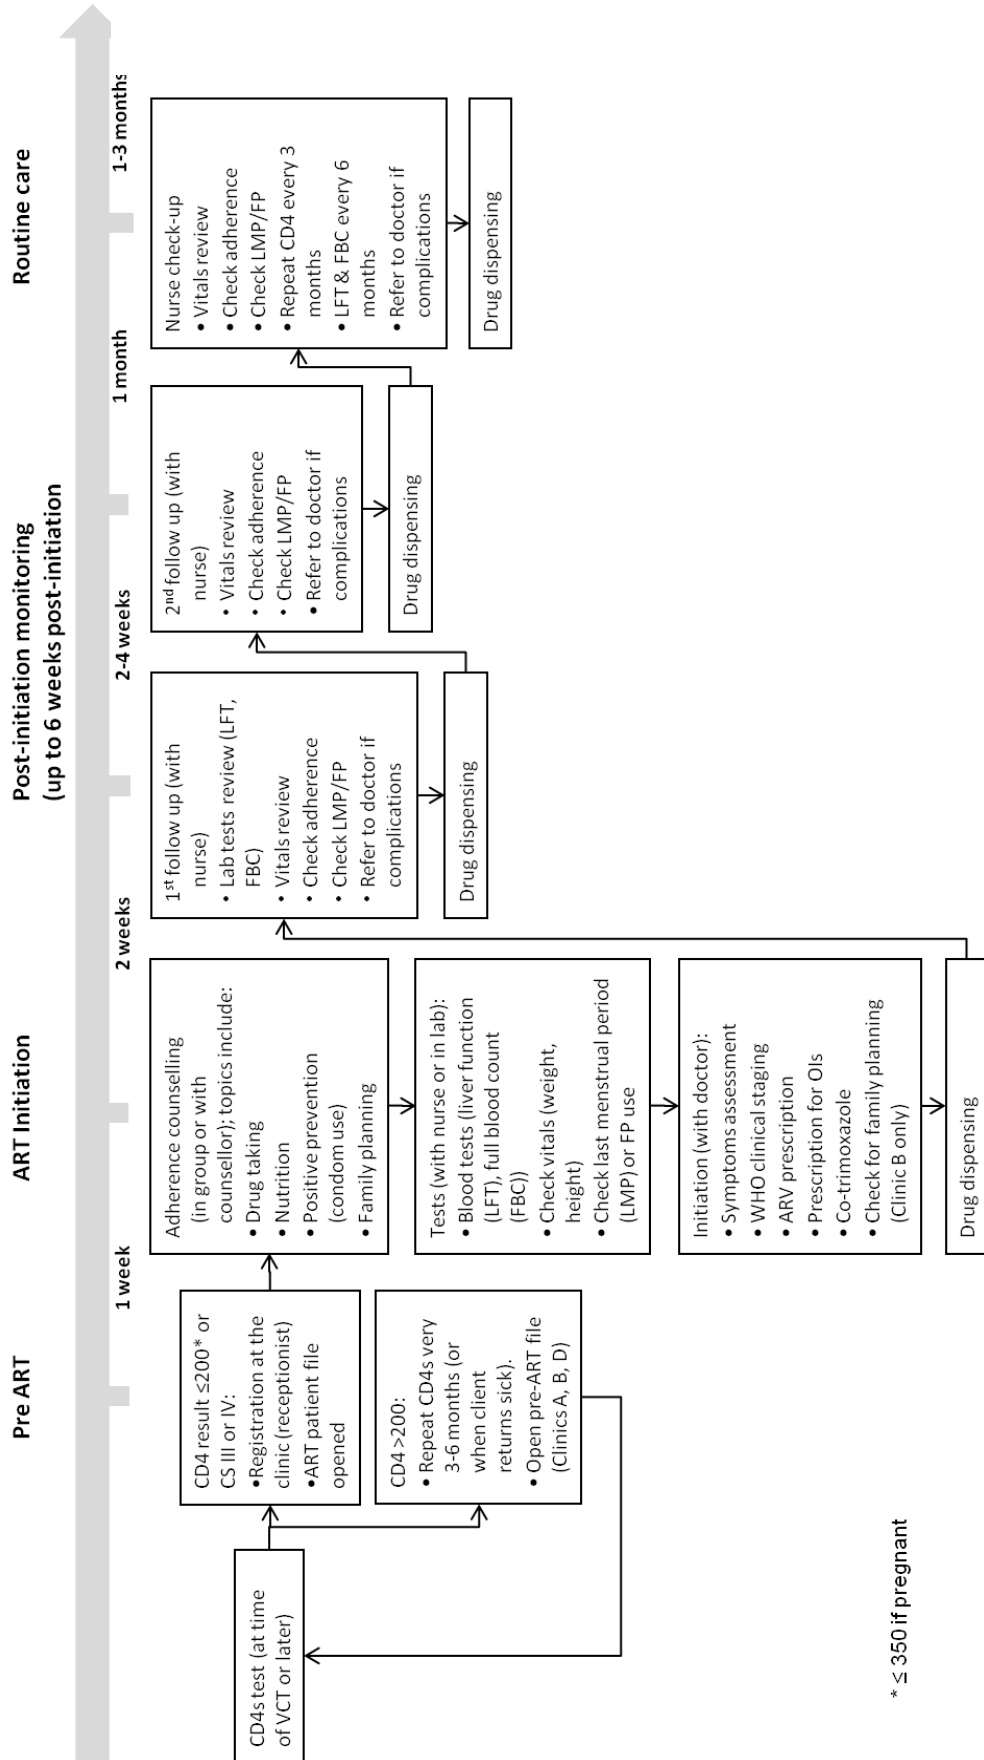 Pre ART
ART Initiation
Post-initiation monitoring
(up to 6 weeks post-initiation)
Routine care
1 week
2 weeks
2-4 weeks
1 month
1-3 months
CD4s test (at time
of VCT or later)
CD4 result ≤200* or
CS III or IV:
•Registration at the
clinic (receptionist)
•ART patient file
opened
CD4 >200:
• Repeat CD4s very
3-6 months (or
when client
returns sick).
• Open pre-ART file
(Clinics A, B, D)
Adherence counselling
(in group or with
counsellor); topics include:
• Drug taking
• Nutrition
• Positive prevention
(condom use)
• Family planning
Tests (with nurse or in lab):
• Blood tests (liver function
(LFT), full blood count
(FBC)
• Check vitals (weight,
height)
• Check last menstrual period
(LMP) or FP use
Initiation (with doctor):
• Symptoms assessment
• WHO clinical staging
• ARV prescription
• Prescription for OIs
• Co-trimoxazole
• Check for family planning
(Clinic B only)
Drug dispensing
1st follow up (with
nurse)
• Lab tests review (LFT,
FBC)
• Vitals review
• Check adherence
• Check LMP/FP
• Refer to doctor if
complications
Drug dispensing
2nd follow up (with
nurse)
• Vitals review
• Check adherence
• Check LMP/FP
• Refer to doctor if
complications
Drug dispensing
Nurse check-up
• Vitals review
• Check adherence
• Check LMP/FP
• Repeat CD4 every 3
months
• LFT & FBC every 6
months
• Refer to doctor if
complications
Drug dispensing
* ≤ 350 if pregnant